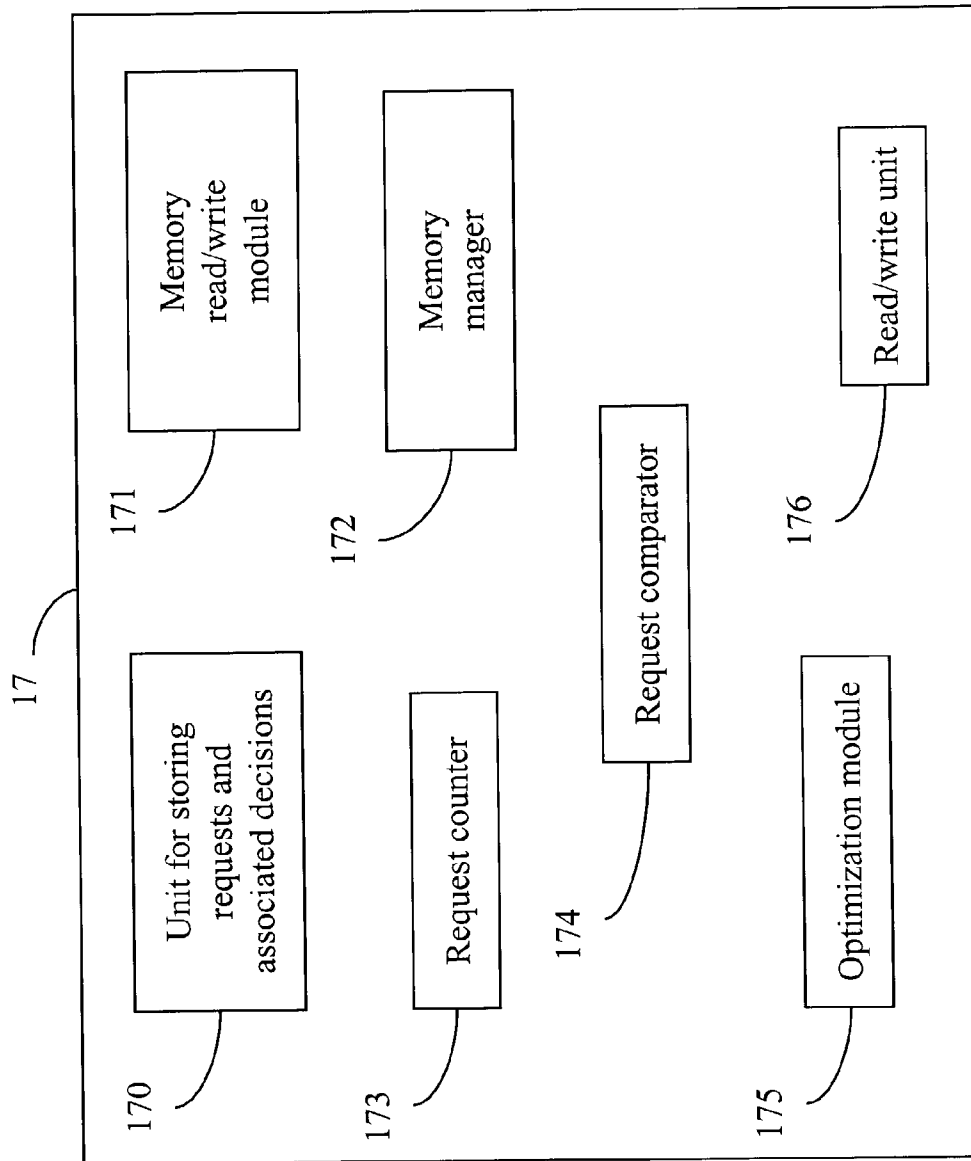 17
170
Unit for storing
requests and
associated decisions
171
Memory
read/write
module
173
Request counter
172
Memory
manager
174
Request comparator
175
Optimization module
176
Read/write unit